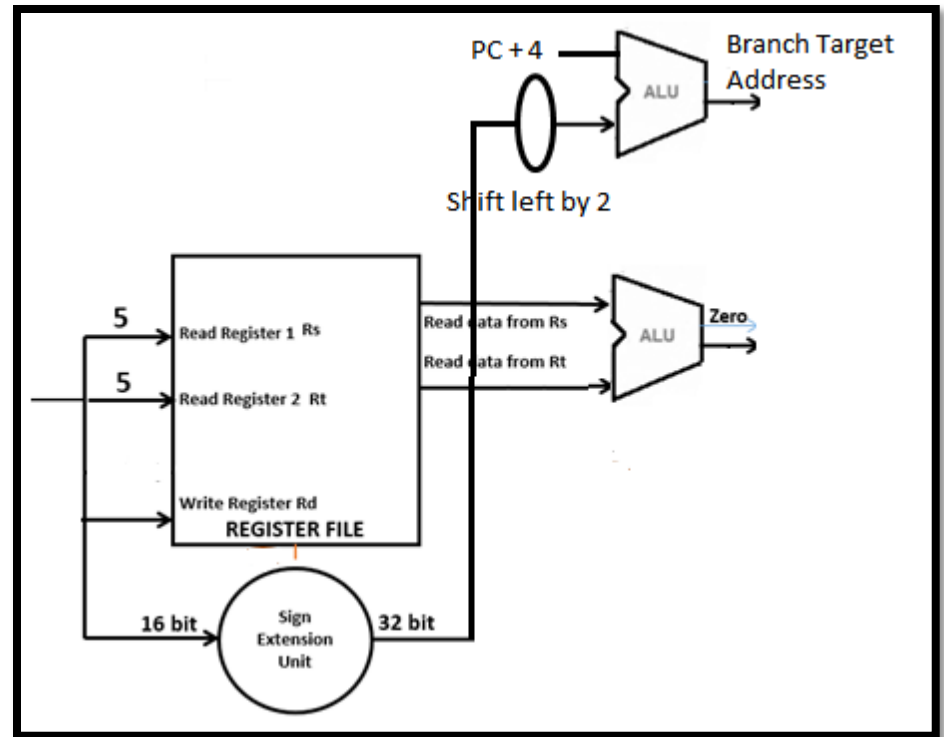 PC + 4
Branch Target
Address
ALU
Shift left by 2
5
Read Register 1 Rs
Read data from Rs
Zero
ALU
Read data from Rt
5
Read Register 2 Rt
Write Register Rd
REGISTER FILE
16 bit
Sign
Extension
Unit
32 bit